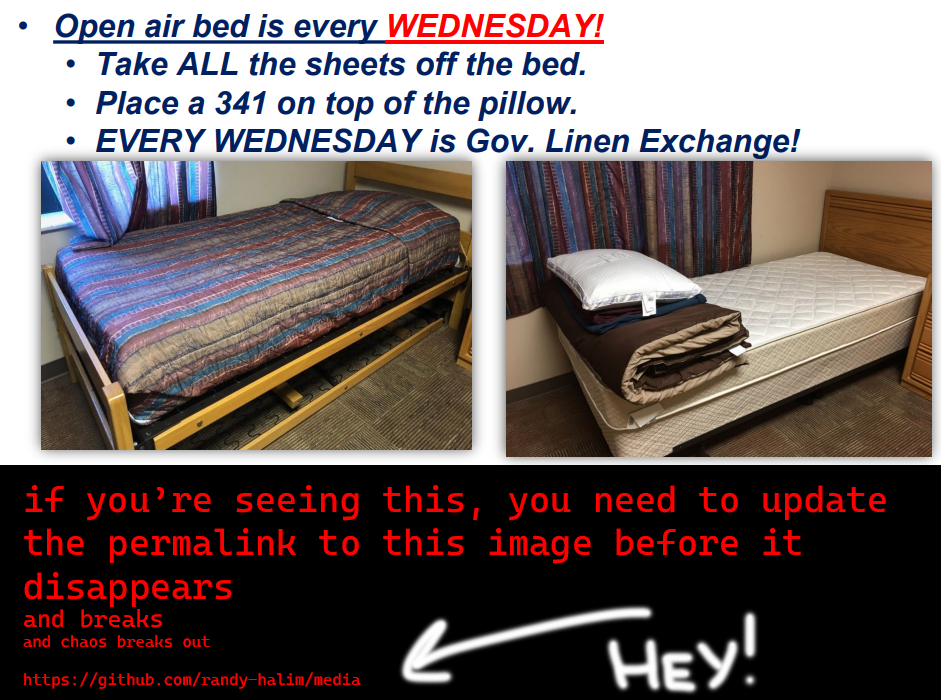 • Open air bed is every WEDNESDAY!
• Take ALL the sheets off the bed.
• Place a 341 on top of the pillow.
• EVERY WEDNESDAY is Gov. Linen Exchange!
if you’re seeing this, you need to update
the permalink to this image before it
disappears
and breaks
and chaos breaks out
HEY!
https://github.com/randy-halim/media